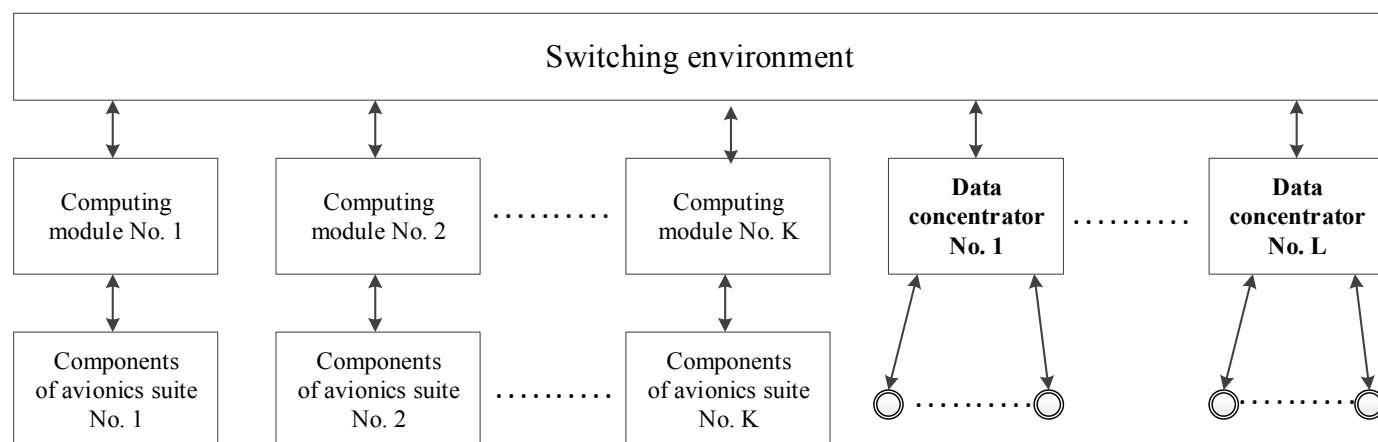 Switching environment
Computing
module No. 1
Computing
module No. 2
..........
Computing
module No. K
Data
concentrator
No. 1
..........
Data
concentrator
No. L
Components
of avionics suite
No. 1
Components
of avionics suite
No. 2
..........
Components
of avionics suite
No. K
..........
..........